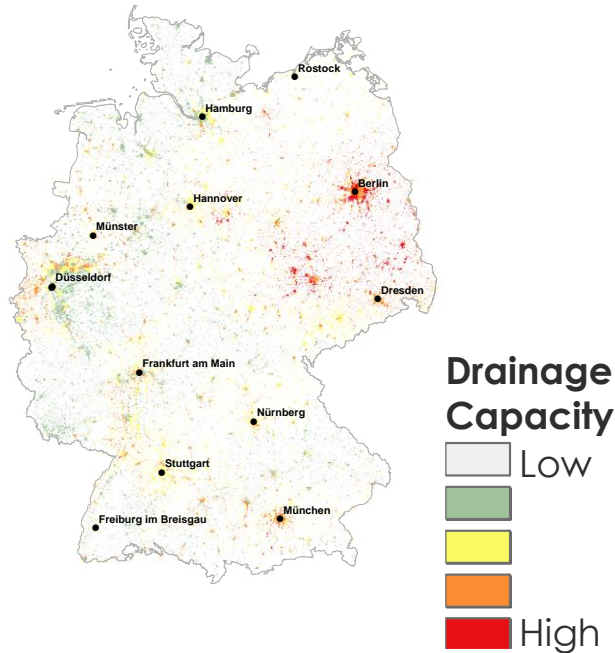 Rostock
Hamburg
Berlin
Hannover
Münster
Düsseldorf
Dresden
Frankfurt am Main
Nürnberg
Stuttgart
München
Freiburg im Breisgau
Drainage
Capacity
Low
High